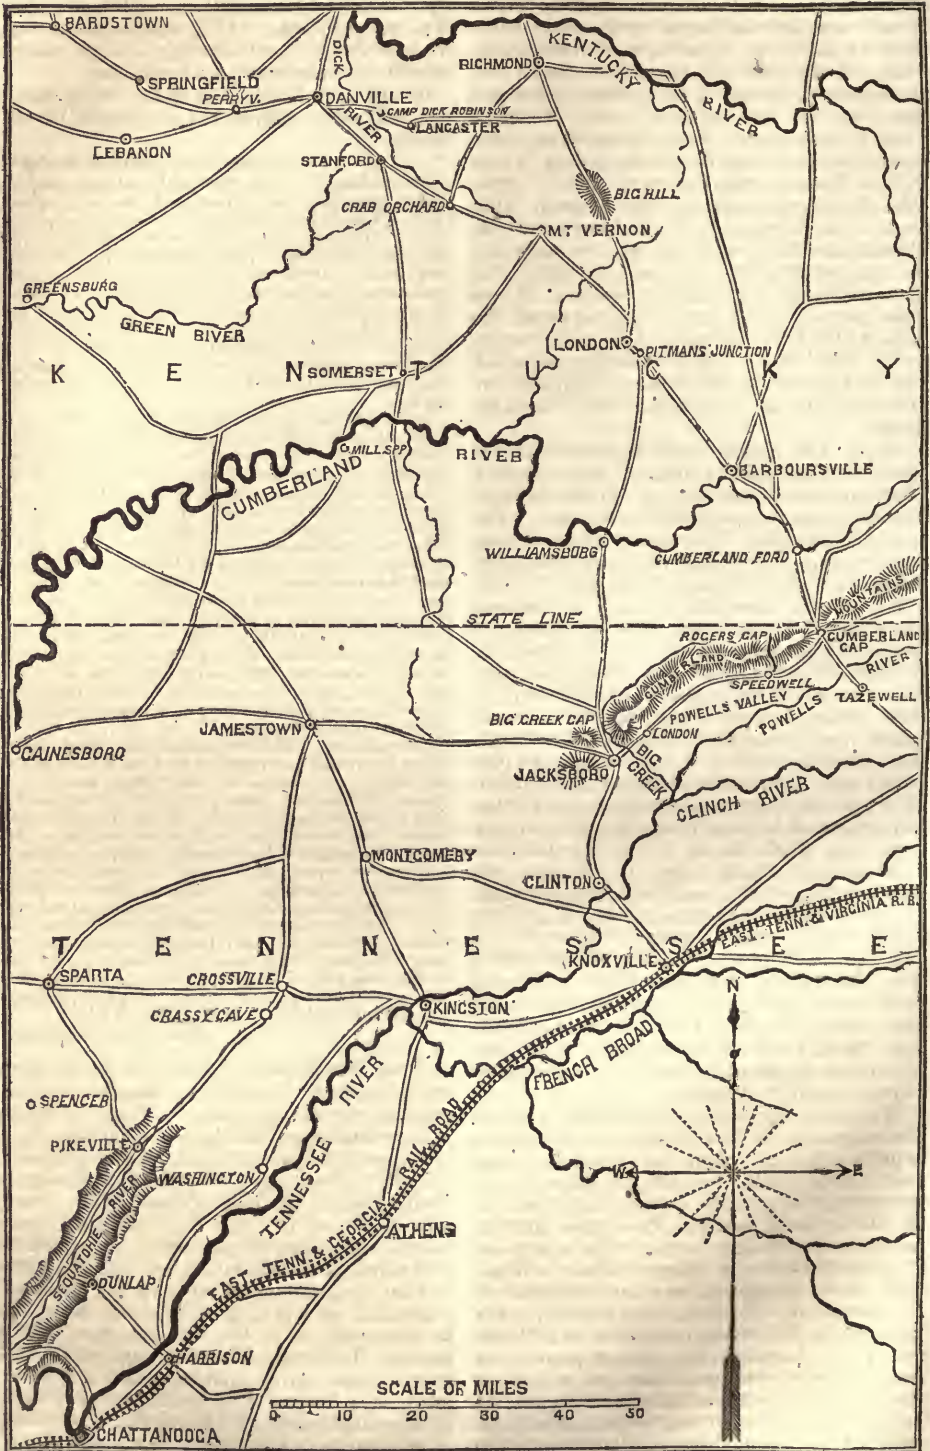 BARDSTOWN
SPRINGFIELD
PERRYV.
DANVILLE
LEBANON
DICK
RIVER
CAMP DICK ROBINSON
LANCASTER
STANFORD
CRAB ORCHARD
RICHMOND
KENTUCKY
RIVER
BIG HILL
MT VERNON
GREENSBURG
GREEN RIVER
LONDON
PITMANS JUNCTION
K E N T U C K Y
SOMERSET
MILL SPP
CUMBERLAND
RIVER
BARBOURSVILLE
WILLIAMSBURG
CUMBERLAND FORD
STATE LINE
ROGERS GAP
CUMBERLAND
MOUNTAINS
CUMBERLAND
GAP
RIVER
SPEEDWELL
TAZEWELL
POWELLS VALLEY
POWELLS
BIG CREEK GAP
LONDON
GAINESBORO
JAMESTOWN
JACKSBORO
BIG
CREEK
CLINCH RIVER
MONTGOMERY
CLINTON
EAST TENN. & VIRGINIA R. R.
T E N N E S S E E
SPARTA
CROSSVILLE
KNOXVILLE
GRASSY CAVE
KINGSTON
N
FRENCH BROAD
RIVER
SPENCER
PIKEVILLE
WASHINGTON
TENNESSEE
W
E
SEQUATCHIE RIVER
EAST TENN. & GEORGIA RAIL ROAD
ATHENS
DUNLAP
HARRISON
SCALE OF MILES
0 10 20 30 50
CHATTANOOGA